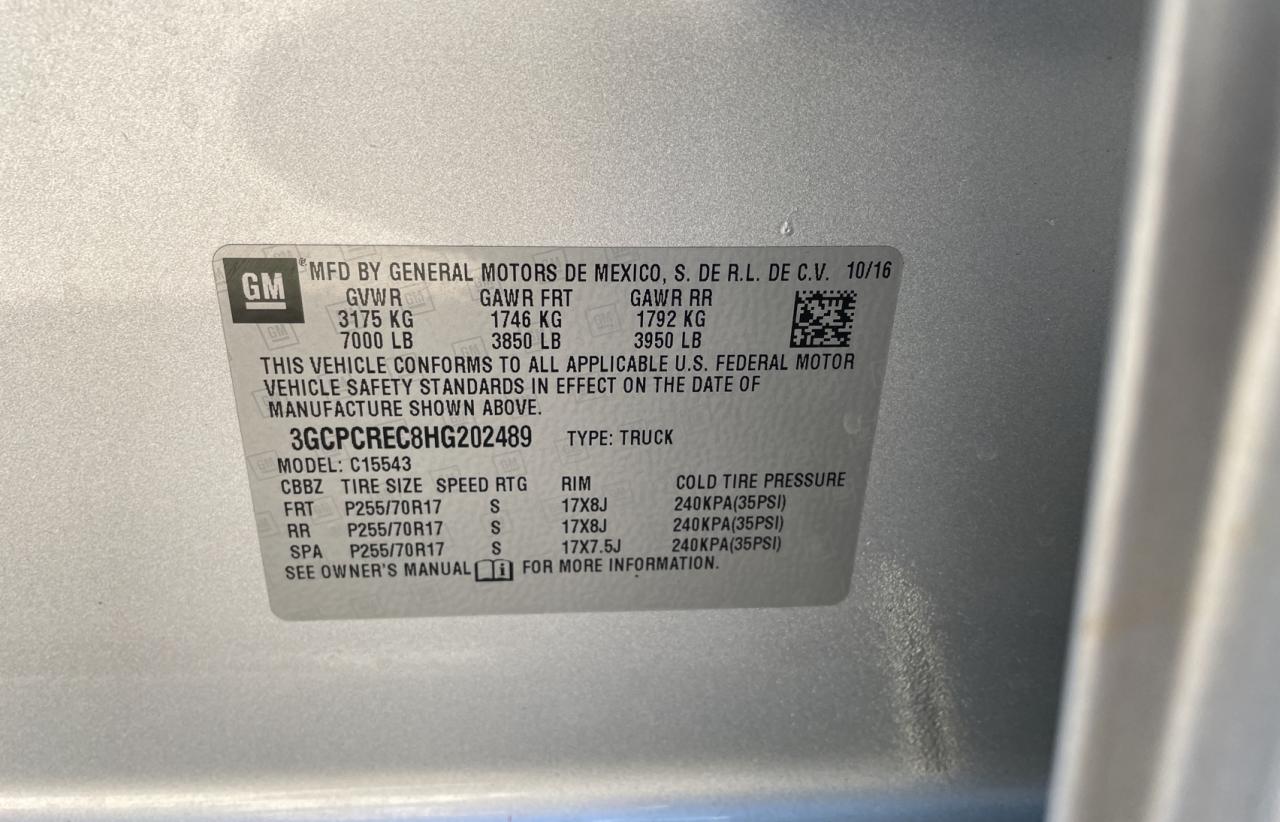 GM ® MFD BY GENERAL MOTORS DE MEXICO, S. DE R.L. DE C.V. 10/16
GVWR GAWR FRT GAWR RR
3175 KG 1746 KG 1792 KG
7000 LB 3850 LB 3950 LB
THIS VEHICLE CONFORMS TO ALL APPLICABLE U.S. FEDERAL MOTOR
VEHICLE SAFETY STANDARDS IN EFFECT ON THE DATE OF
MANUFACTURE SHOWN ABOVE.
3GCPCREC8HG202489 TYPE: TRUCK
MODEL: C15543
CBBZ TIRE SIZE SPEED RTG RIM COLD TIRE PRESSURE
FRT P255/70R17 S 17X8J 240KPA(35PSI)
RR P255/70R17 S 17X8J 240KPA(35PSI)
SPA P255/70R17 S 17X7.5J 240KPA(35PSI)
SEE OWNER'S MANUAL i FOR MORE INFORMATION.